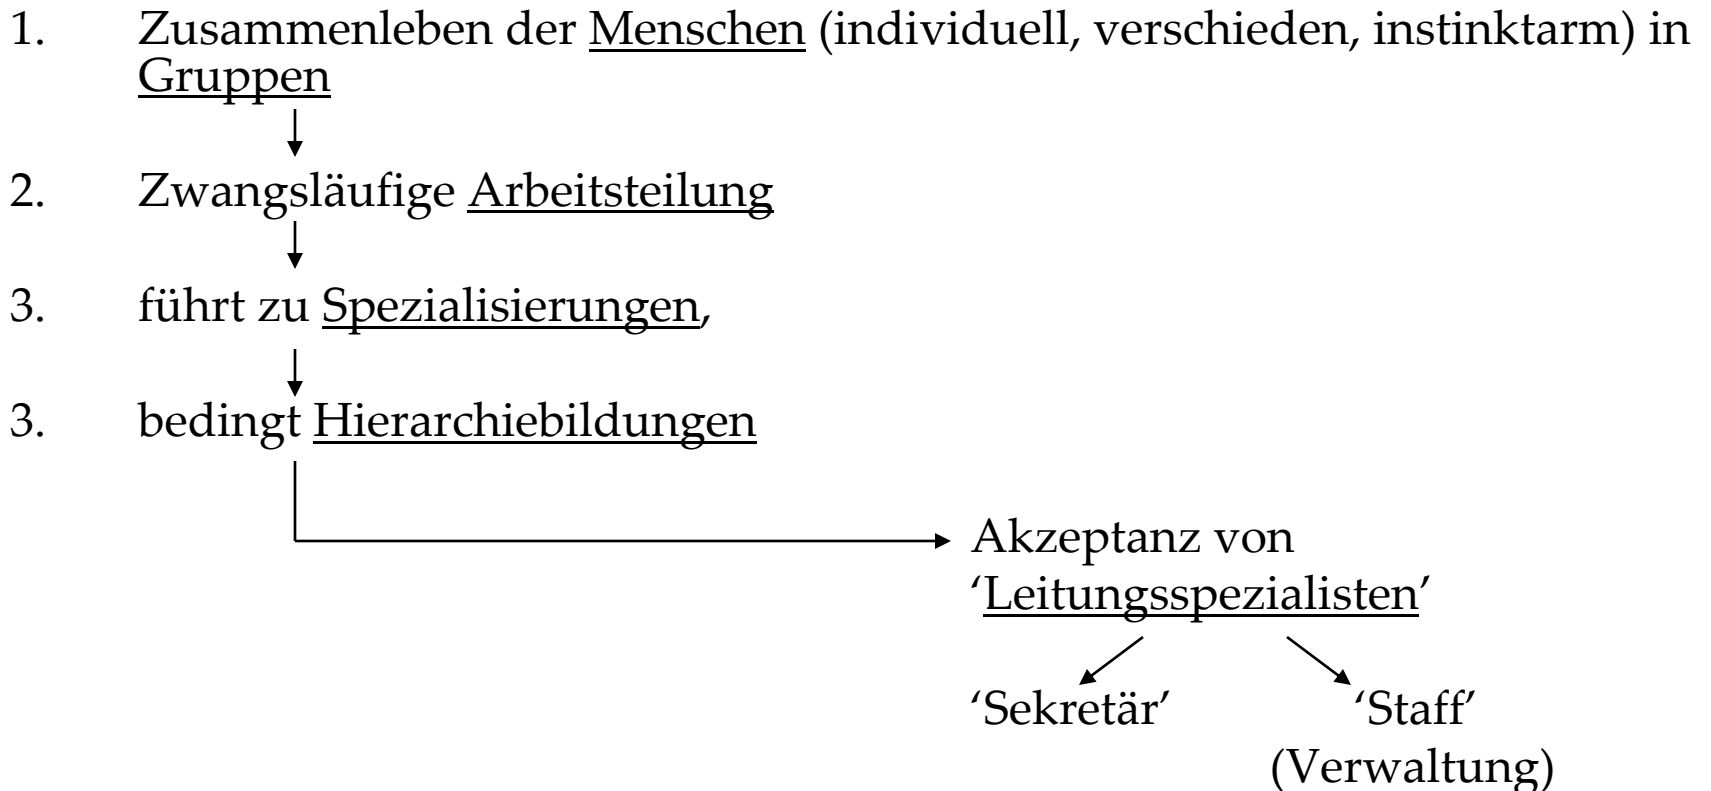 1. Zusammenleben der Menschen (individuell, verschieden, instinktarm) in
Gruppen
2. Zwangsläufige Arbeitsteilung
3. führt zu Spezialisierungen,
3. bedingt Hierarchiebildungen
Akzeptanz von
‘Leitungsspezialisten’
‘Sekretär’ ‘Staff’
(Verwaltung)